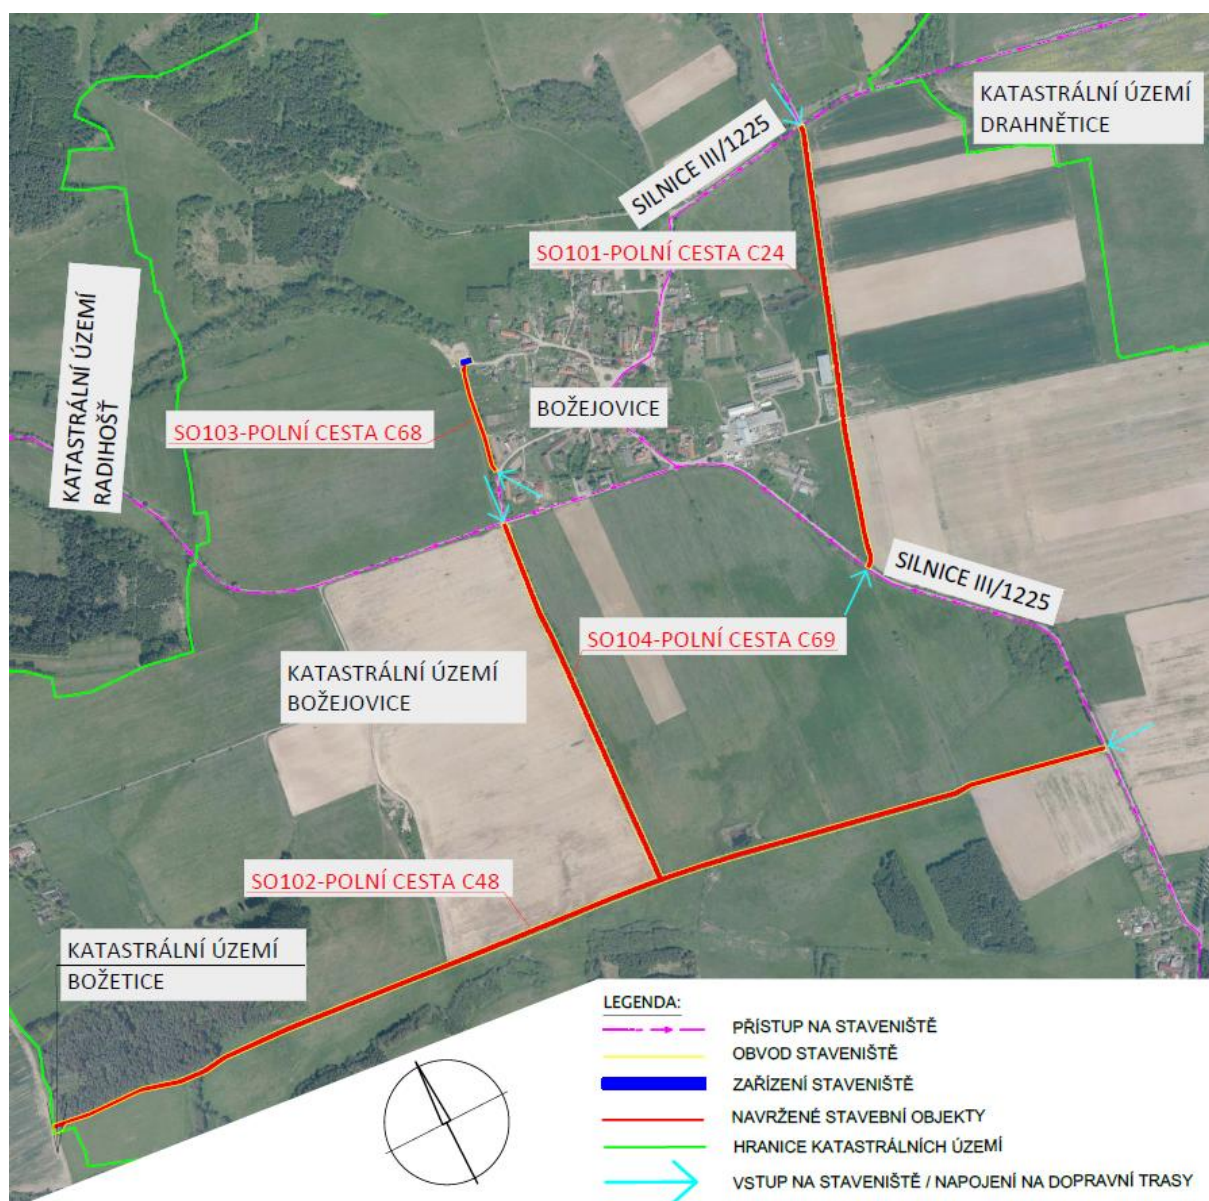 KATASTRÁLNÍ ÚZEMÍ
DRAHNĚTICE
SILNICE III/1225
SO101-POLNÍ CESTA C24
KATASTRÁLNÍ ÚZEMÍ
RADIHOŠŤ
BOŽEJOVICE
SO103-POLNÍ CESTA C68
SILNICE III/1225
SO104-POLNÍ CESTA C69
KATASTRÁLNÍ ÚZEMÍ
BOŽEJOVICE
SO102-POLNÍ CESTA C48
KATASTRÁLNÍ ÚZEMÍ
BOŽETICE
LEGENDA:
PŘÍSTUP NA STAVENIŠTĚ
OBVOD STAVENIŠTĚ
ZAŘÍZENÍ STAVENIŠTĚ
NAVRŽENÉ STAVEBNÍ OBJEKTY
HRANICE KATASTRÁLNÍCH ÚZEMÍ
VSTUP NA STAVENIŠTĚ / NAPOJENÍ NA DOPRAVNÍ TRASY